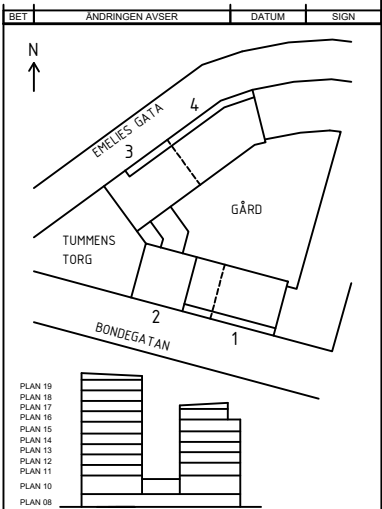 BET ÄNDRINGEN AVSER DATUM SIGN
N
EMELIES GATA
4
3
GÅRD
TUMMENS
TORG
2
1
BONDEGATAN
PLAN 19
PLAN 18
PLAN 17
PLAN 16
PLAN 15
PLAN 14
PLAN 13
PLAN 12
PLAN 11
PLAN 10
PLAN 08